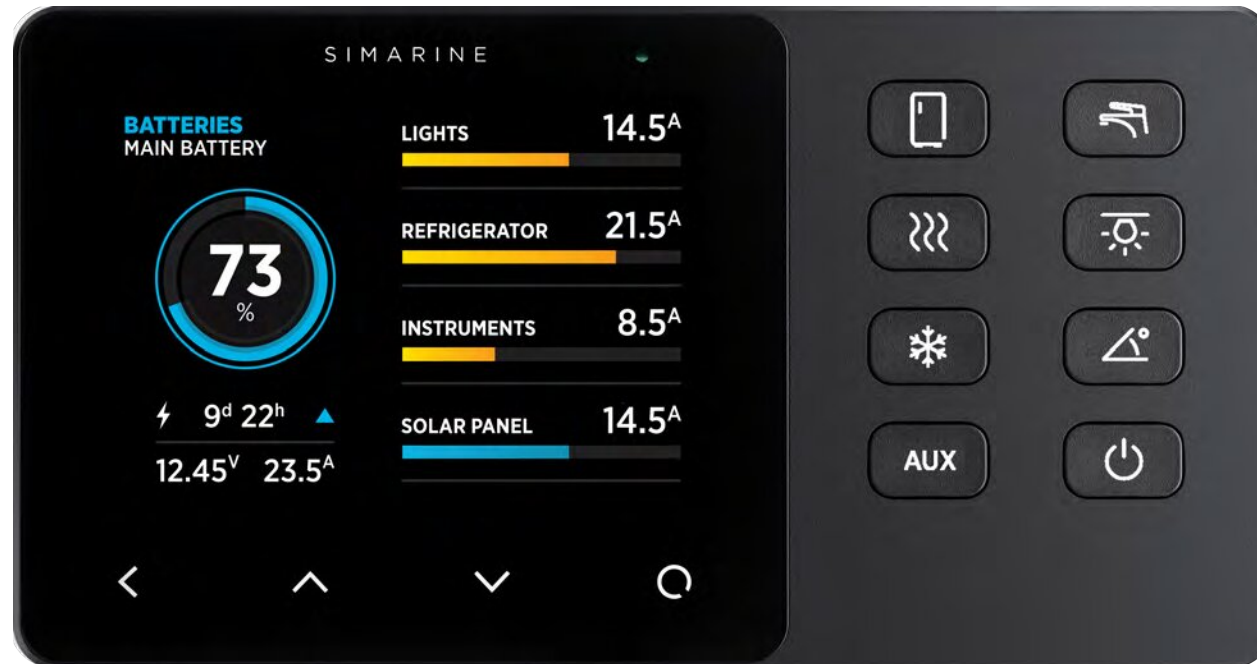 SIMARINE
BATTERIES
MAIN BATTERY
73
%
9d 22h
12.45V 23.5A
LIGHTS 14.5A
REFRIGERATOR 21.5A
INSTRUMENTS 8.5A
SOLAR PANEL 14.5A
AUX